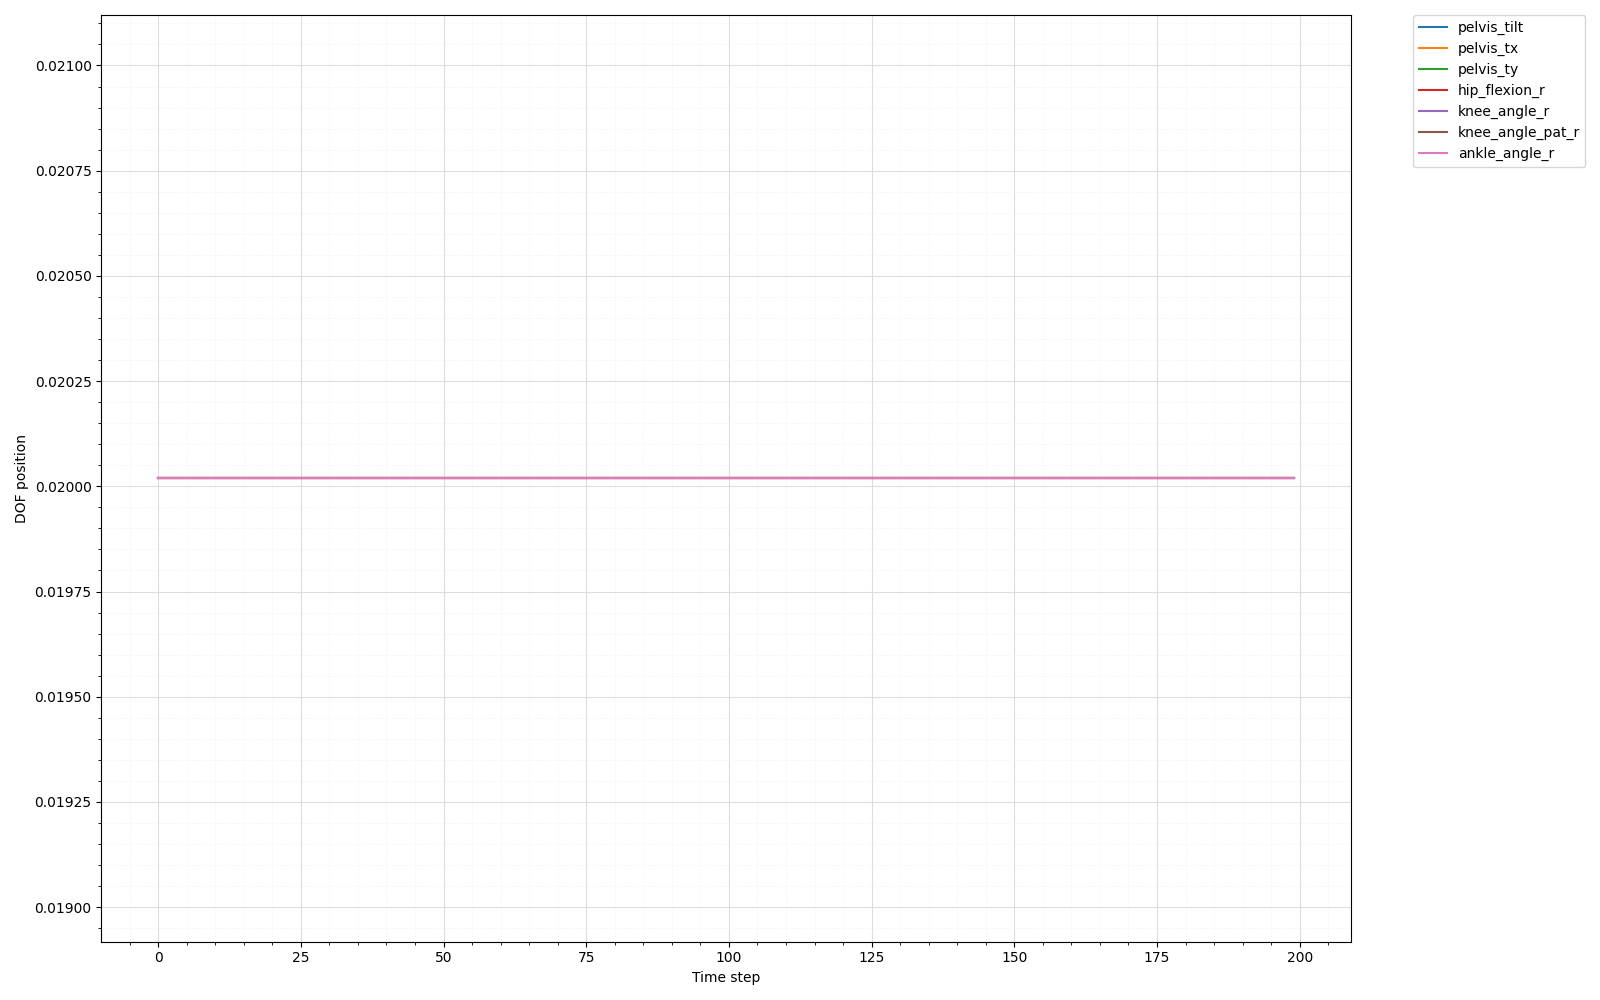 0.02100
0.02075
0.02050
0.02025
0.02000
0.01975
0.01950
0.01925
0.01900
DOF position
0 25 50 75 100 125 150 175 200
Time step
pelvis_tilt
pelvis_tx
pelvis_ty
hip_flexion_r
knee_angle_r
knee_angle_pat_r
ankle_angle_r